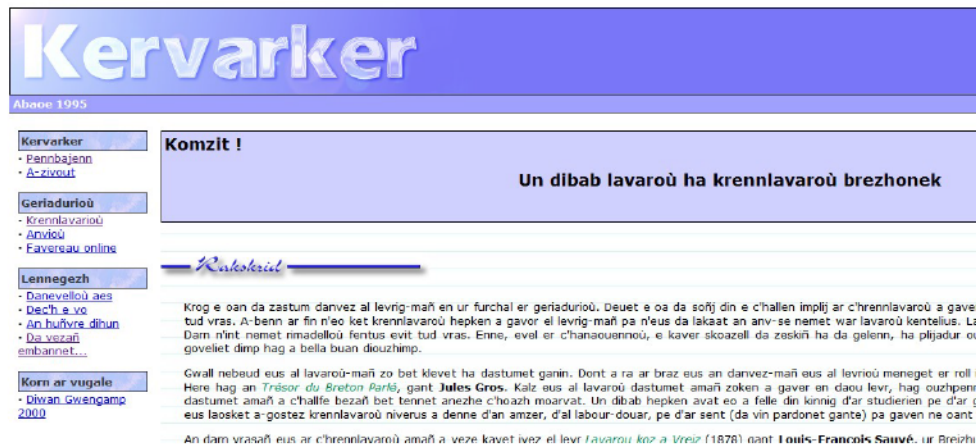 Kervarker
Abaoe 1995
Kervarker
- Pennbajenn
- A-zivout
Geriadurioù
- Krennlavarioù
- Anvioù
- Favereau online
Lennegezh
- Danevelloù aes
- Dec'h e vo
- An huñvre dihun
- Da vezañ
embannet...
Korn ar vugale
- Diwan Gwengamp
2000
Komzit !
Un dibab lavaroù ha krennlavaroù brezhonek
Rakskrid
Krog e oan da zastum danvez al levrig-mañ en ur furchal er geriadurioù. Deuet e oa da soñj din e c'hallen implij ar c'hrennlavaroù a gave
tud vras. A-benn ar fin n'eo ket krennlavaroù hepken a gavor el levrig-mañ pa n'eus da lakaat an anv-se nemet war lavaroù kentelius. La
Darn n'int nemet rimadelloù fentus evit tud vras. Enne, evel er c'hanaouennoù, e kaver skoazell da zeskiñ ha da gelenn, ha plijadur ou
goveliet dimp hag a bella buan diouzhimp.
Gwall nebeud eus al lavaroù-mañ zo bet klevet ha dastumet ganin. Dont a ra ar braz eus an danvez-mañ eus al levrioù meneget er roll i
Here hag an Trésor du Breton Parlé, gant Jules Gros. Kalz eus al lavaroù dastumet amañ zoken a gaver en daou levr, hag ouzhpenn
dastumet amañ a c'hallfe bezañ bet tennet anezhe c'hoazh moarvat. Un dibab hepken avat eo a felle din kinnig d'ar studierien pe d'ar g
eus laosket a-gostez krennlavaroù niverus a denne d'an amzer, d'al labour-douar, pe d'ar sent (da vin pardonet gante) pa gaven ne oant
An darn vrasañ eus ar c'hrennlavaroù amañ a veze kavet ivez el levr Lavarou koz a Vreiz (1878) gant Louis-François Sauvé, ur Breizh